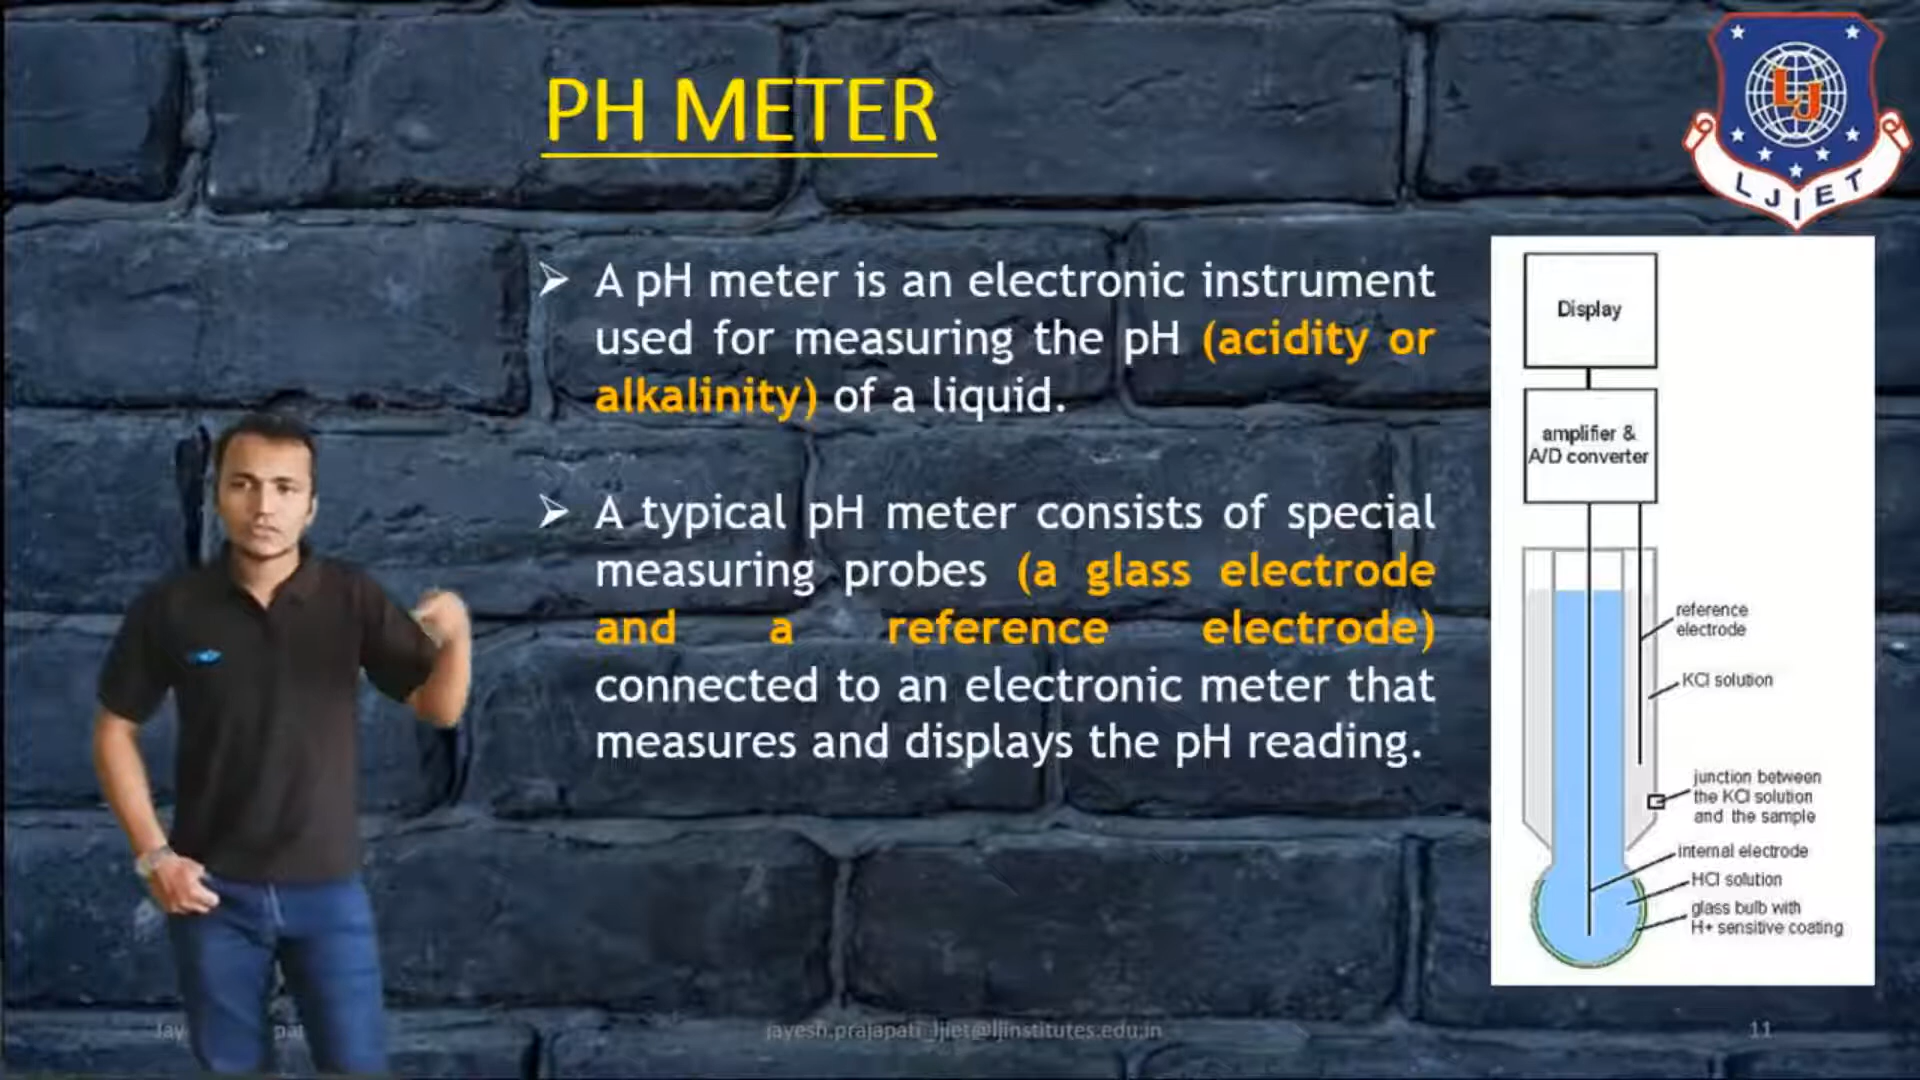 PH METER
LJ
LJIET
➢ A pH meter is an electronic instrument
used for measuring the pH (acidity or
alkalinity) of a liquid.
➢ A typical pH meter consists of special
measuring probes (a glass electrode
and a reference electrode)
connected to an electronic meter that
measures and displays the pH reading.
Display
amplifier &
A/D converter
reference
electrode
KCl solution
junction between
the KCl solution
and the sample
internal electrode
HCl solution
glass bulb with
H+ sensitive coating
jayesh.prajapati_ljiet@ljinstitutes.edu.in
11